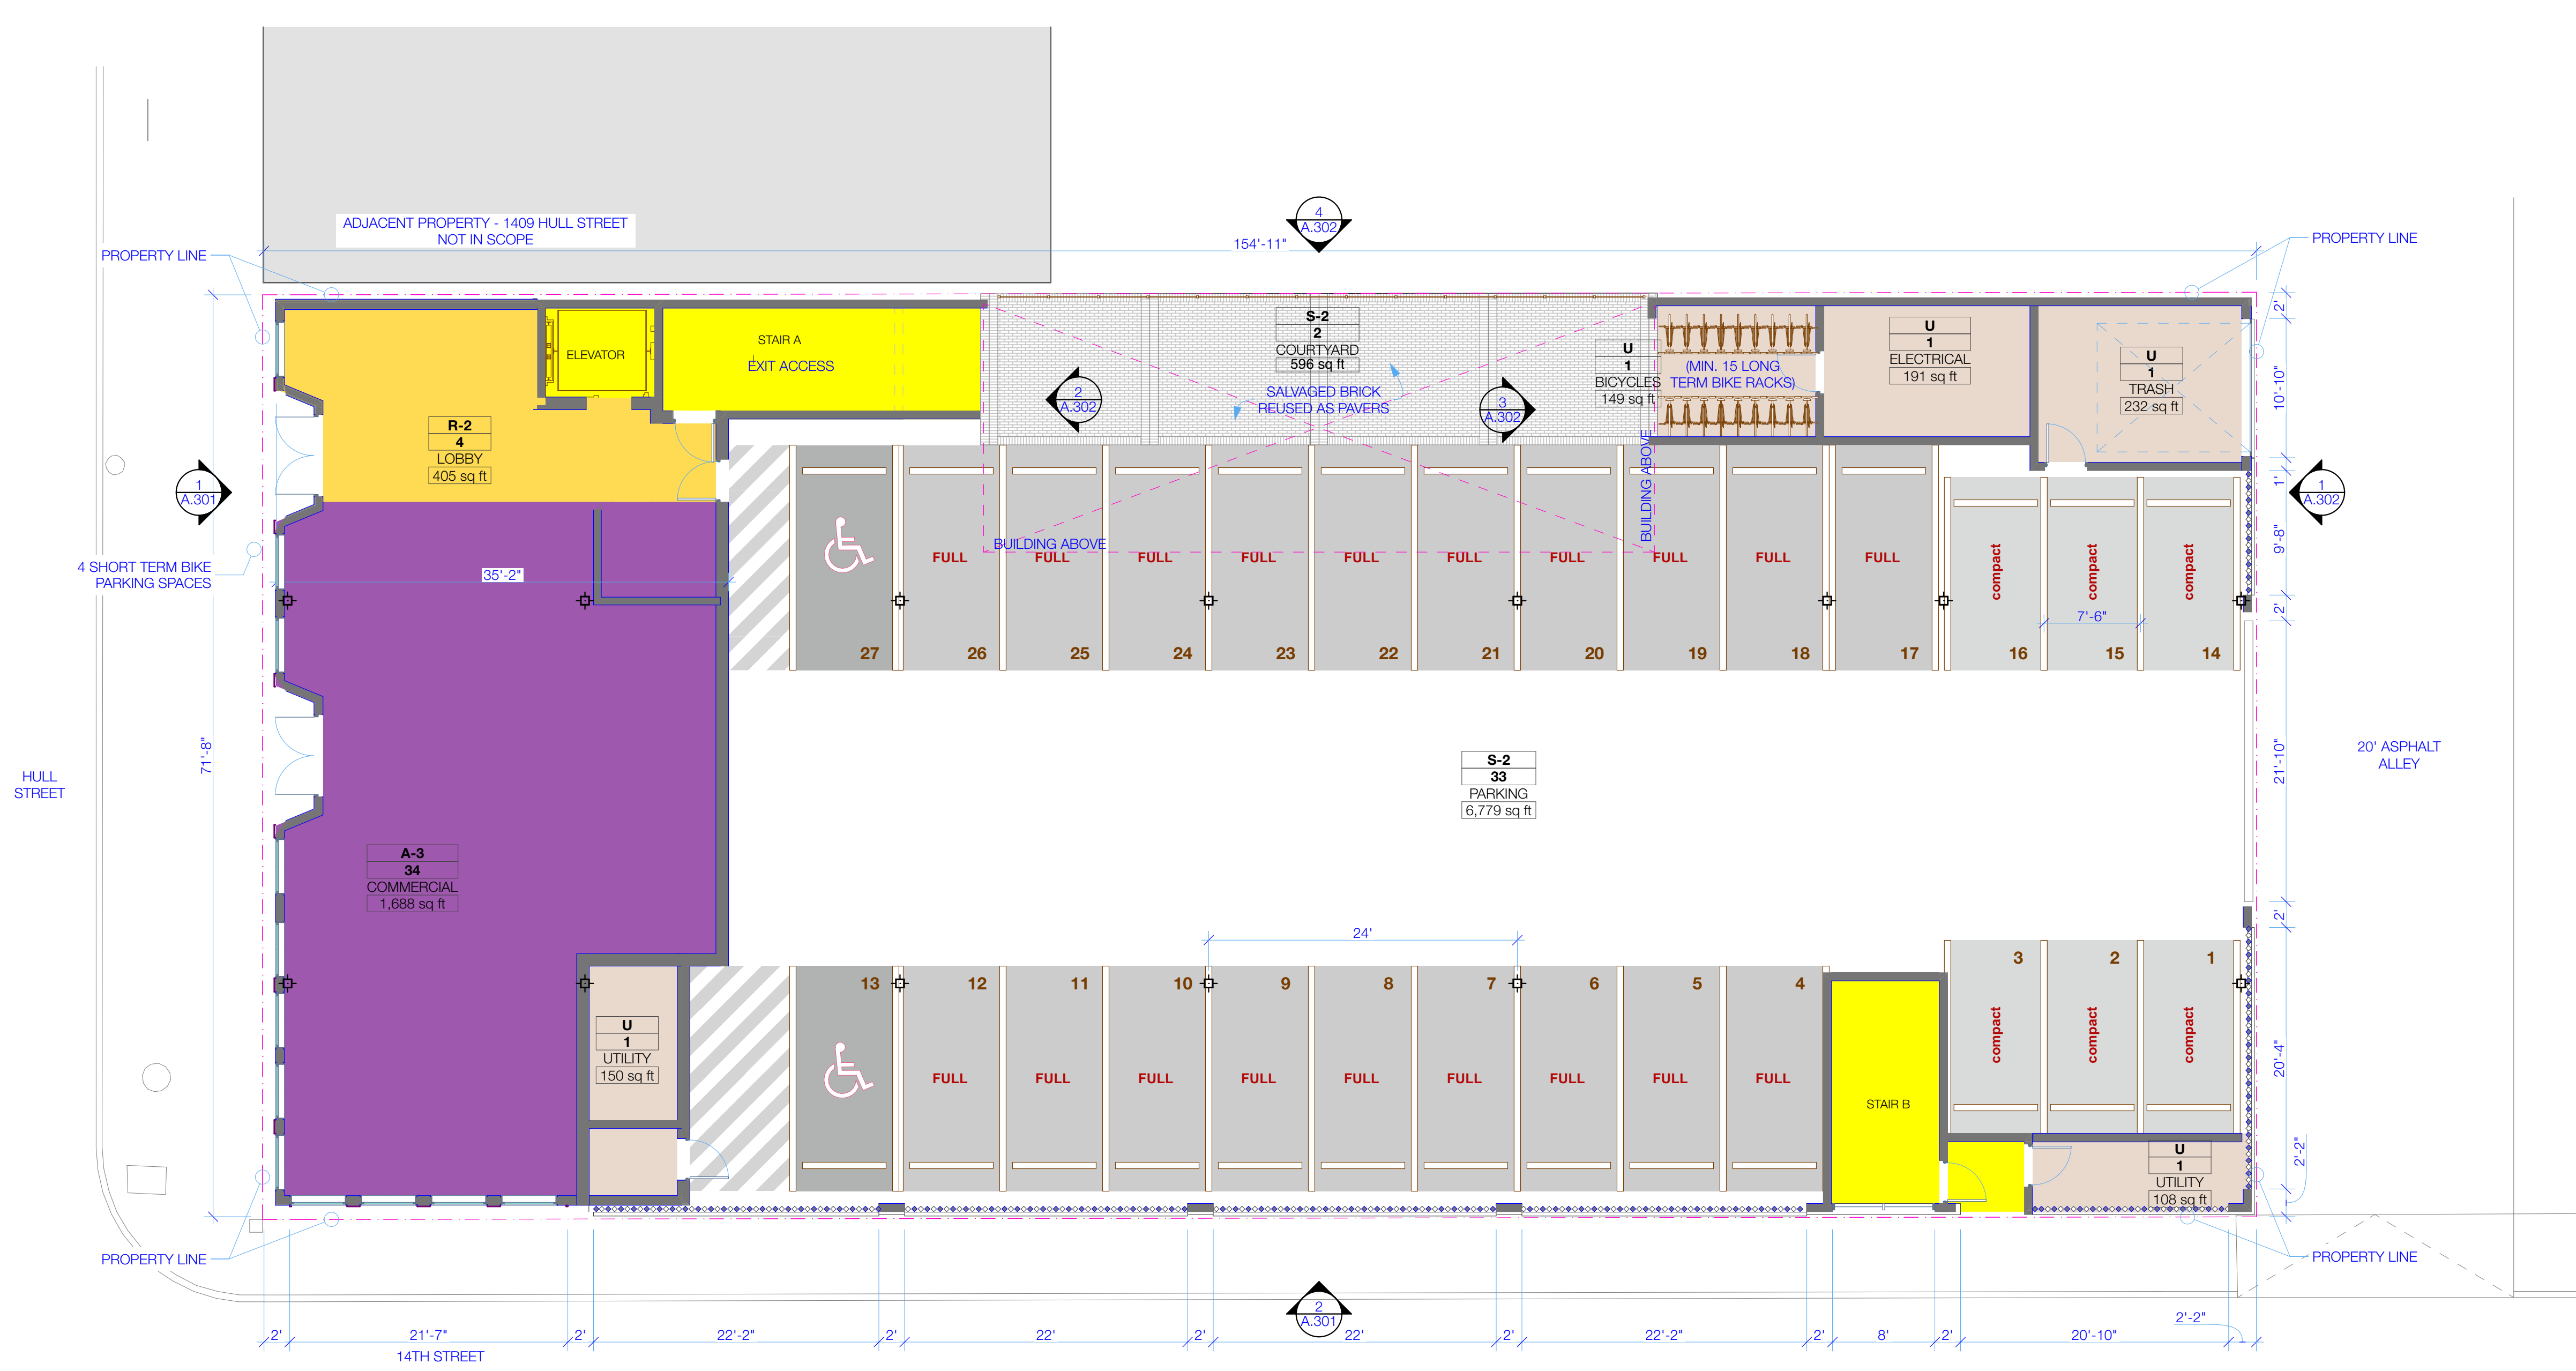 4
A.302
ADJACENT PROPERTY - 1409 HULL STREET
NOT IN SCOPE
154'-11"
PROPERTY LINE
PROPERTY LINE
2'
10'-10"
1'
9'-8"
2'
21'-10"
2'
20'-4"
2'-2"
71'-8"
ELEVATOR
STAIR A
EXIT ACCESS
S-2
2
COURTYARD
596 sq ft
SALVAGED BRICK
REUSED AS PAVERS
2
A.302
3
A.302
U
1
BICYCLES
149 sq ft
(MIN. 15 LONG
TERM BIKE RACKS)
U
1
ELECTRICAL
191 sq ft
U
1
TRASH
232 sq ft
R-2
4
LOBBY
405 sq ft
1
A.301
1
A.302
BUILDING ABOVE
BUILDING ABOVE
4 SHORT TERM BIKE
PARKING SPACES
35'-2"
FULL
FULL
FULL
FULL
FULL
FULL
FULL
FULL
FULL
FULL
compact
compact
compact
7'-6"
27
26
25
24
23
22
21
20
19
18
17
16
15
14
HULL
STREET
S-2
33
PARKING
6,779 sq ft
20' ASPHALT
ALLEY
A-3
34
COMMERCIAL
1,688 sq ft
24'
13
12
11
10
9
8
7
6
5
4
3
2
1
U
1
UTILITY
150 sq ft
FULL
FULL
FULL
FULL
FULL
FULL
FULL
FULL
FULL
compact
compact
compact
STAIR B
U
1
UTILITY
108 sq ft
PROPERTY LINE
PROPERTY LINE
2
A.301
2'
21'-7"
2'
22'-2"
2'
22'
2'
22'
2'
22'-2"
2'
8'
2'
20'-10"
2'-2"
14TH STREET